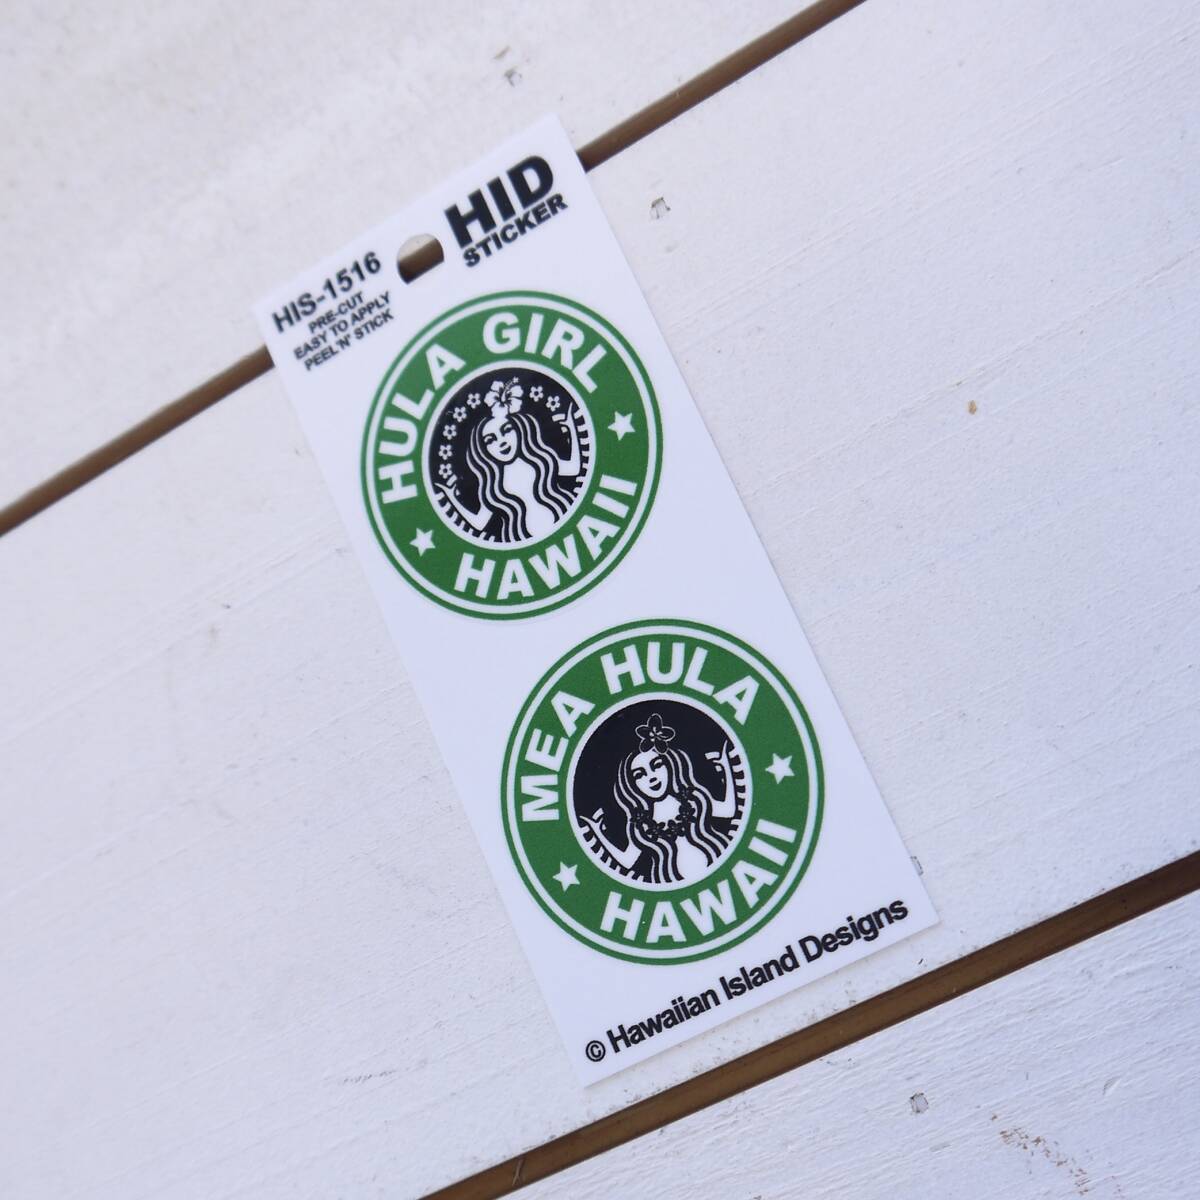 HID
STICKER
HIS-1516
PRE-CUT
EASY TO APPLY
PEEL'N' STICK
HULA GIRL
HAWAII
MEA HULA
HAWAII
© Hawaiian Island Designs